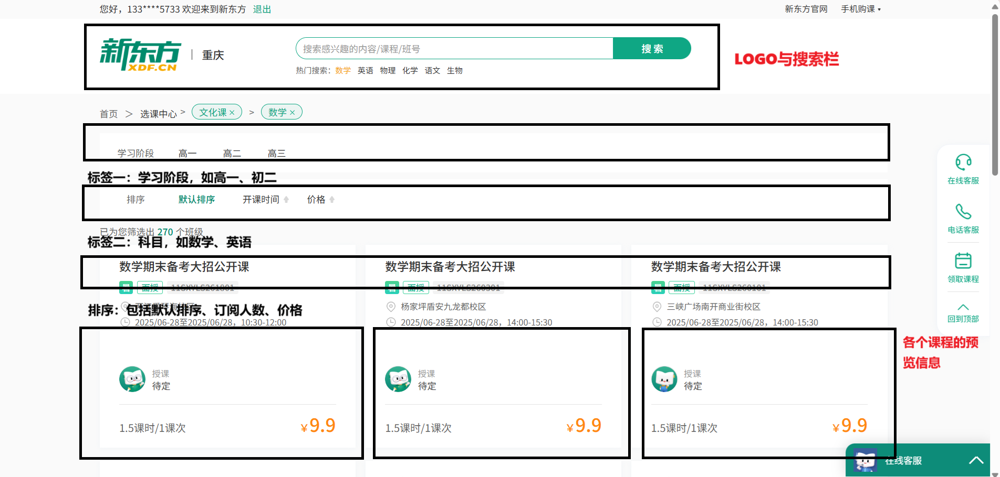 您好，133****5733 欢迎来到新东方 退出
新东方官网 手机购课
新东方 XDF.CN 重庆
搜索感兴趣的内容/课程/班号 搜 索
热门搜索： 数学 英语 物理 化学 语文 生物
LOGO与搜索栏
首页 > 选课中心 > 文化课 × > 数学 ×
学习阶段 高一 高二 高三
标签一：学习阶段，如高一、初二
排序 默认排序 开课时间 价格
已为您筛选出 270 个班级
标签二：科目，如数学、英语
数学期末备考大招公开课 数学期末备考大招公开课 数学期末备考大招公开课
面授 11SXYLS261801 面授 11SXYLS260301 面授 11SXYLS260101
杨家坪盾安九龙都校区 三峡广场南开商业街校区
排序：包括默认排序、订阅人数、价格
2025/06-28至2025/06/28，10:30-12:00 2025/06-28至2025/06/28，14:00-15:30 2025/06-28至2025/06/28，14:00-15:30
各个课程的预
览信息
授课 授课 授课
待定 待定 待定
1.5课时/1课次 ¥9.9 1.5课时/1课次 ¥9.9 1.5课时/1课次 ¥9.9
在线客服
电话客服
领取课程
回到顶部
在线客服